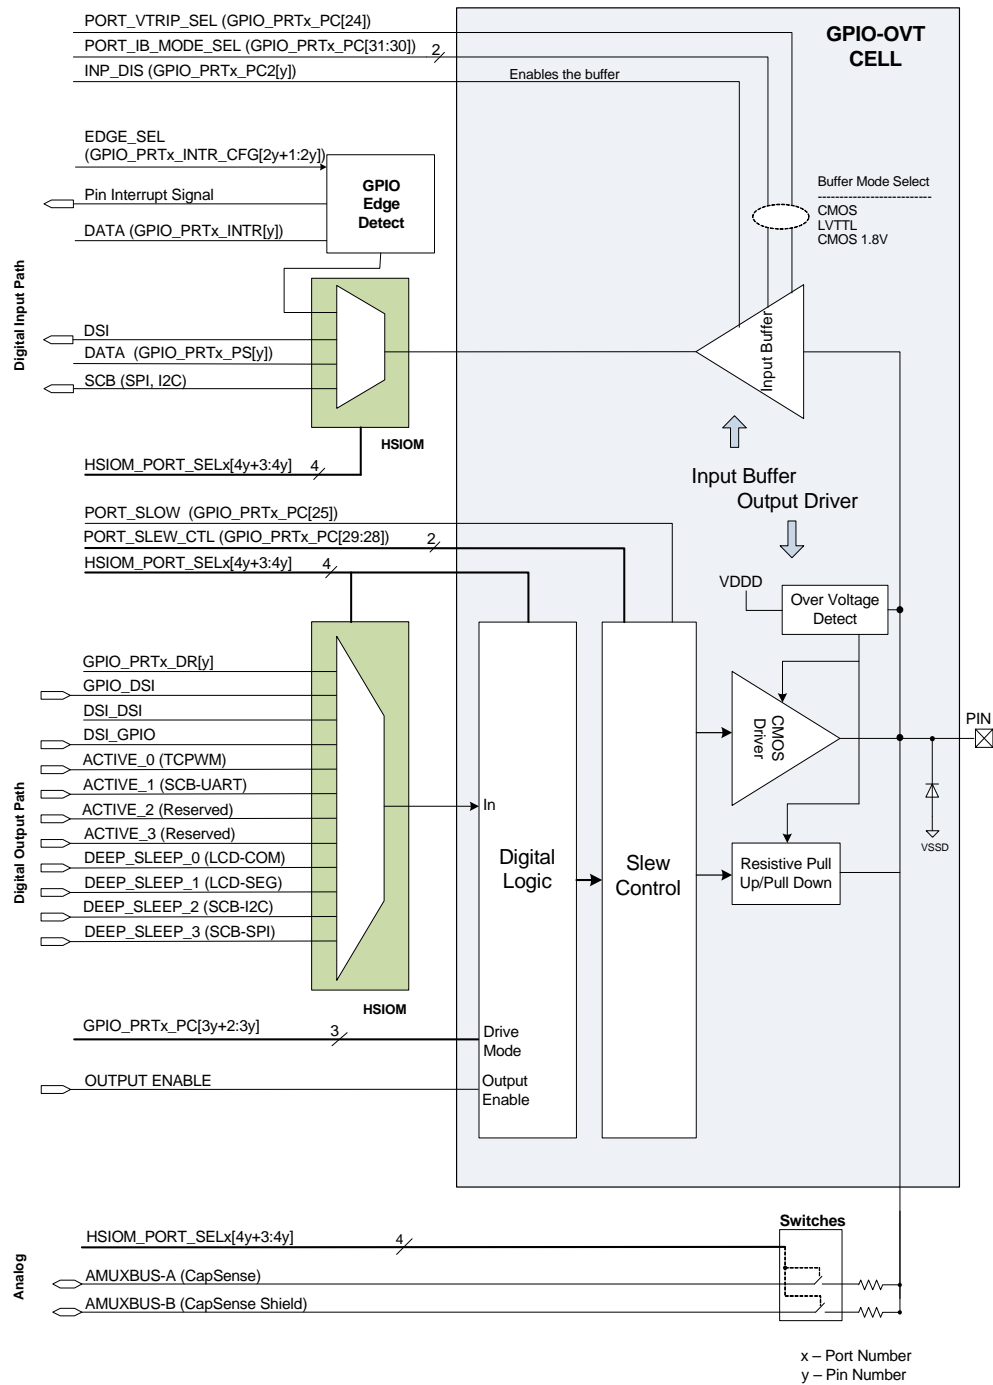 PORT_VTRIP_SEL (GPIO_PRTx_PC[24])
PORT_IB_MODE_SEL (GPIO_PRTx_PC[31:30])
2
INP_DIS (GPIO_PRTx_PC2[y])
Enables the buffer
GPIO-OVT
CELL
EDGE_SEL
(GPIO_PRTx_INTR_CFG[2y+1:2y])
Pin Interrupt Signal
DATA (GPIO_PRTx_INTR[y])
GPIO
Edge
Detect
Buffer Mode Select
CMOS
LVTTL
CMOS 1.8V
Digital Input Path
DSI
DATA (GPIO_PRTx_PS[y])
SCB (SPI, I2C)
HSIOM
HSIOM_PORT_SELx[4y+3:4y]
4
Input Buffer
Input Buffer
Output Driver
PORT_SLOW (GPIO_PRTx_PC[25])
PORT_SLEW_CTL (GPIO_PRTx_PC[29:28])
2
HSIOM_PORT_SELx[4y+3:4y]
4
VDDD
Over Voltage
Detect
Digital Output Path
GPIO_PRTx_DR[y]
GPIO_DSI
DSI_DSI
DSI_GPIO
ACTIVE_0 (TCPWM)
ACTIVE_1 (SCB-UART)
ACTIVE_2 (Reserved)
ACTIVE_3 (Reserved)
DEEP_SLEEP_0 (LCD-COM)
DEEP_SLEEP_1 (LCD-SEG)
DEEP_SLEEP_2 (SCB-I2C)
DEEP_SLEEP_3 (SCB-SPI)
HSIOM
In
Digital
Logic
Slew
Control
CMOS
Driver
PIN
VSSD
Resistive Pull
Up/Pull Down
GPIO_PRTx_PC[3y+2:3y]
3
Drive
Mode
OUTPUT ENABLE
Output
Enable
Analog
HSIOM_PORT_SELx[4y+3:4y]
4
Switches
AMUXBUS-A (CapSense)
AMUXBUS-B (CapSense Shield)
x – Port Number
y – Pin Number